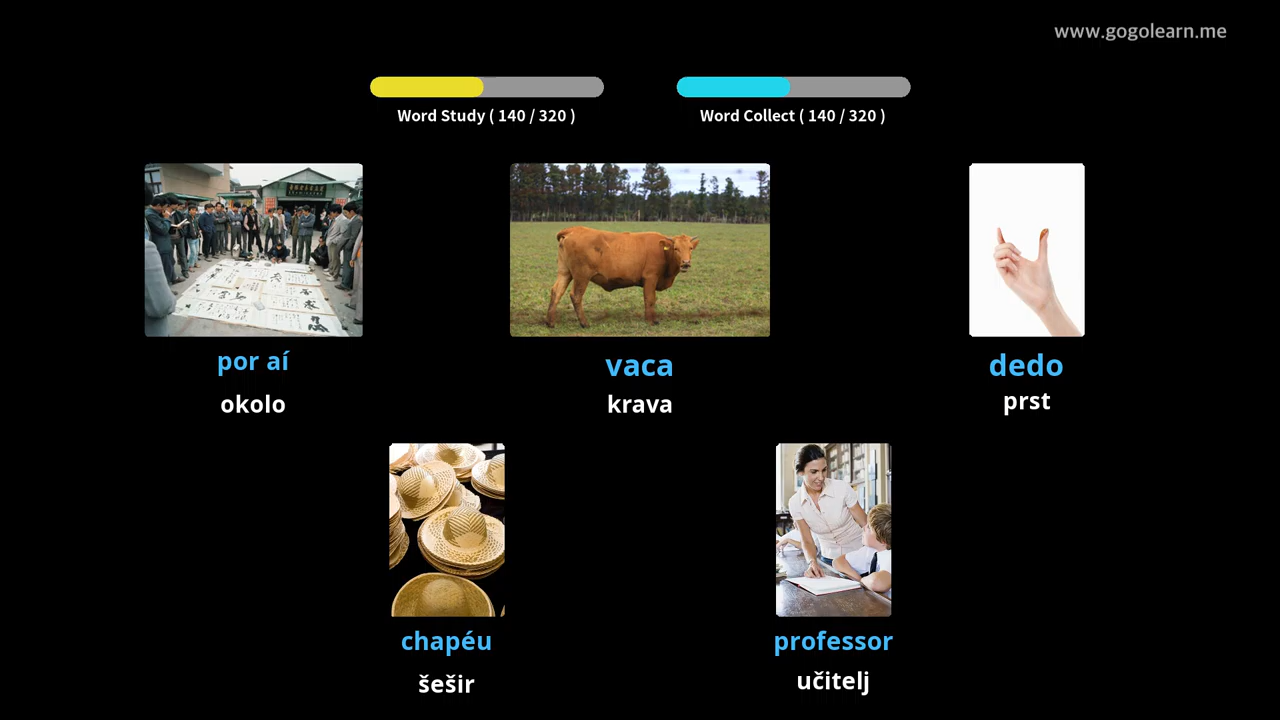 www.gogolearn.me
Word Study ( 140 / 320 )
Word Collect ( 140 / 320 )
por aí
vaca
dedo
okolo
krava
prst
chapéu
professor
šešir
učitelj